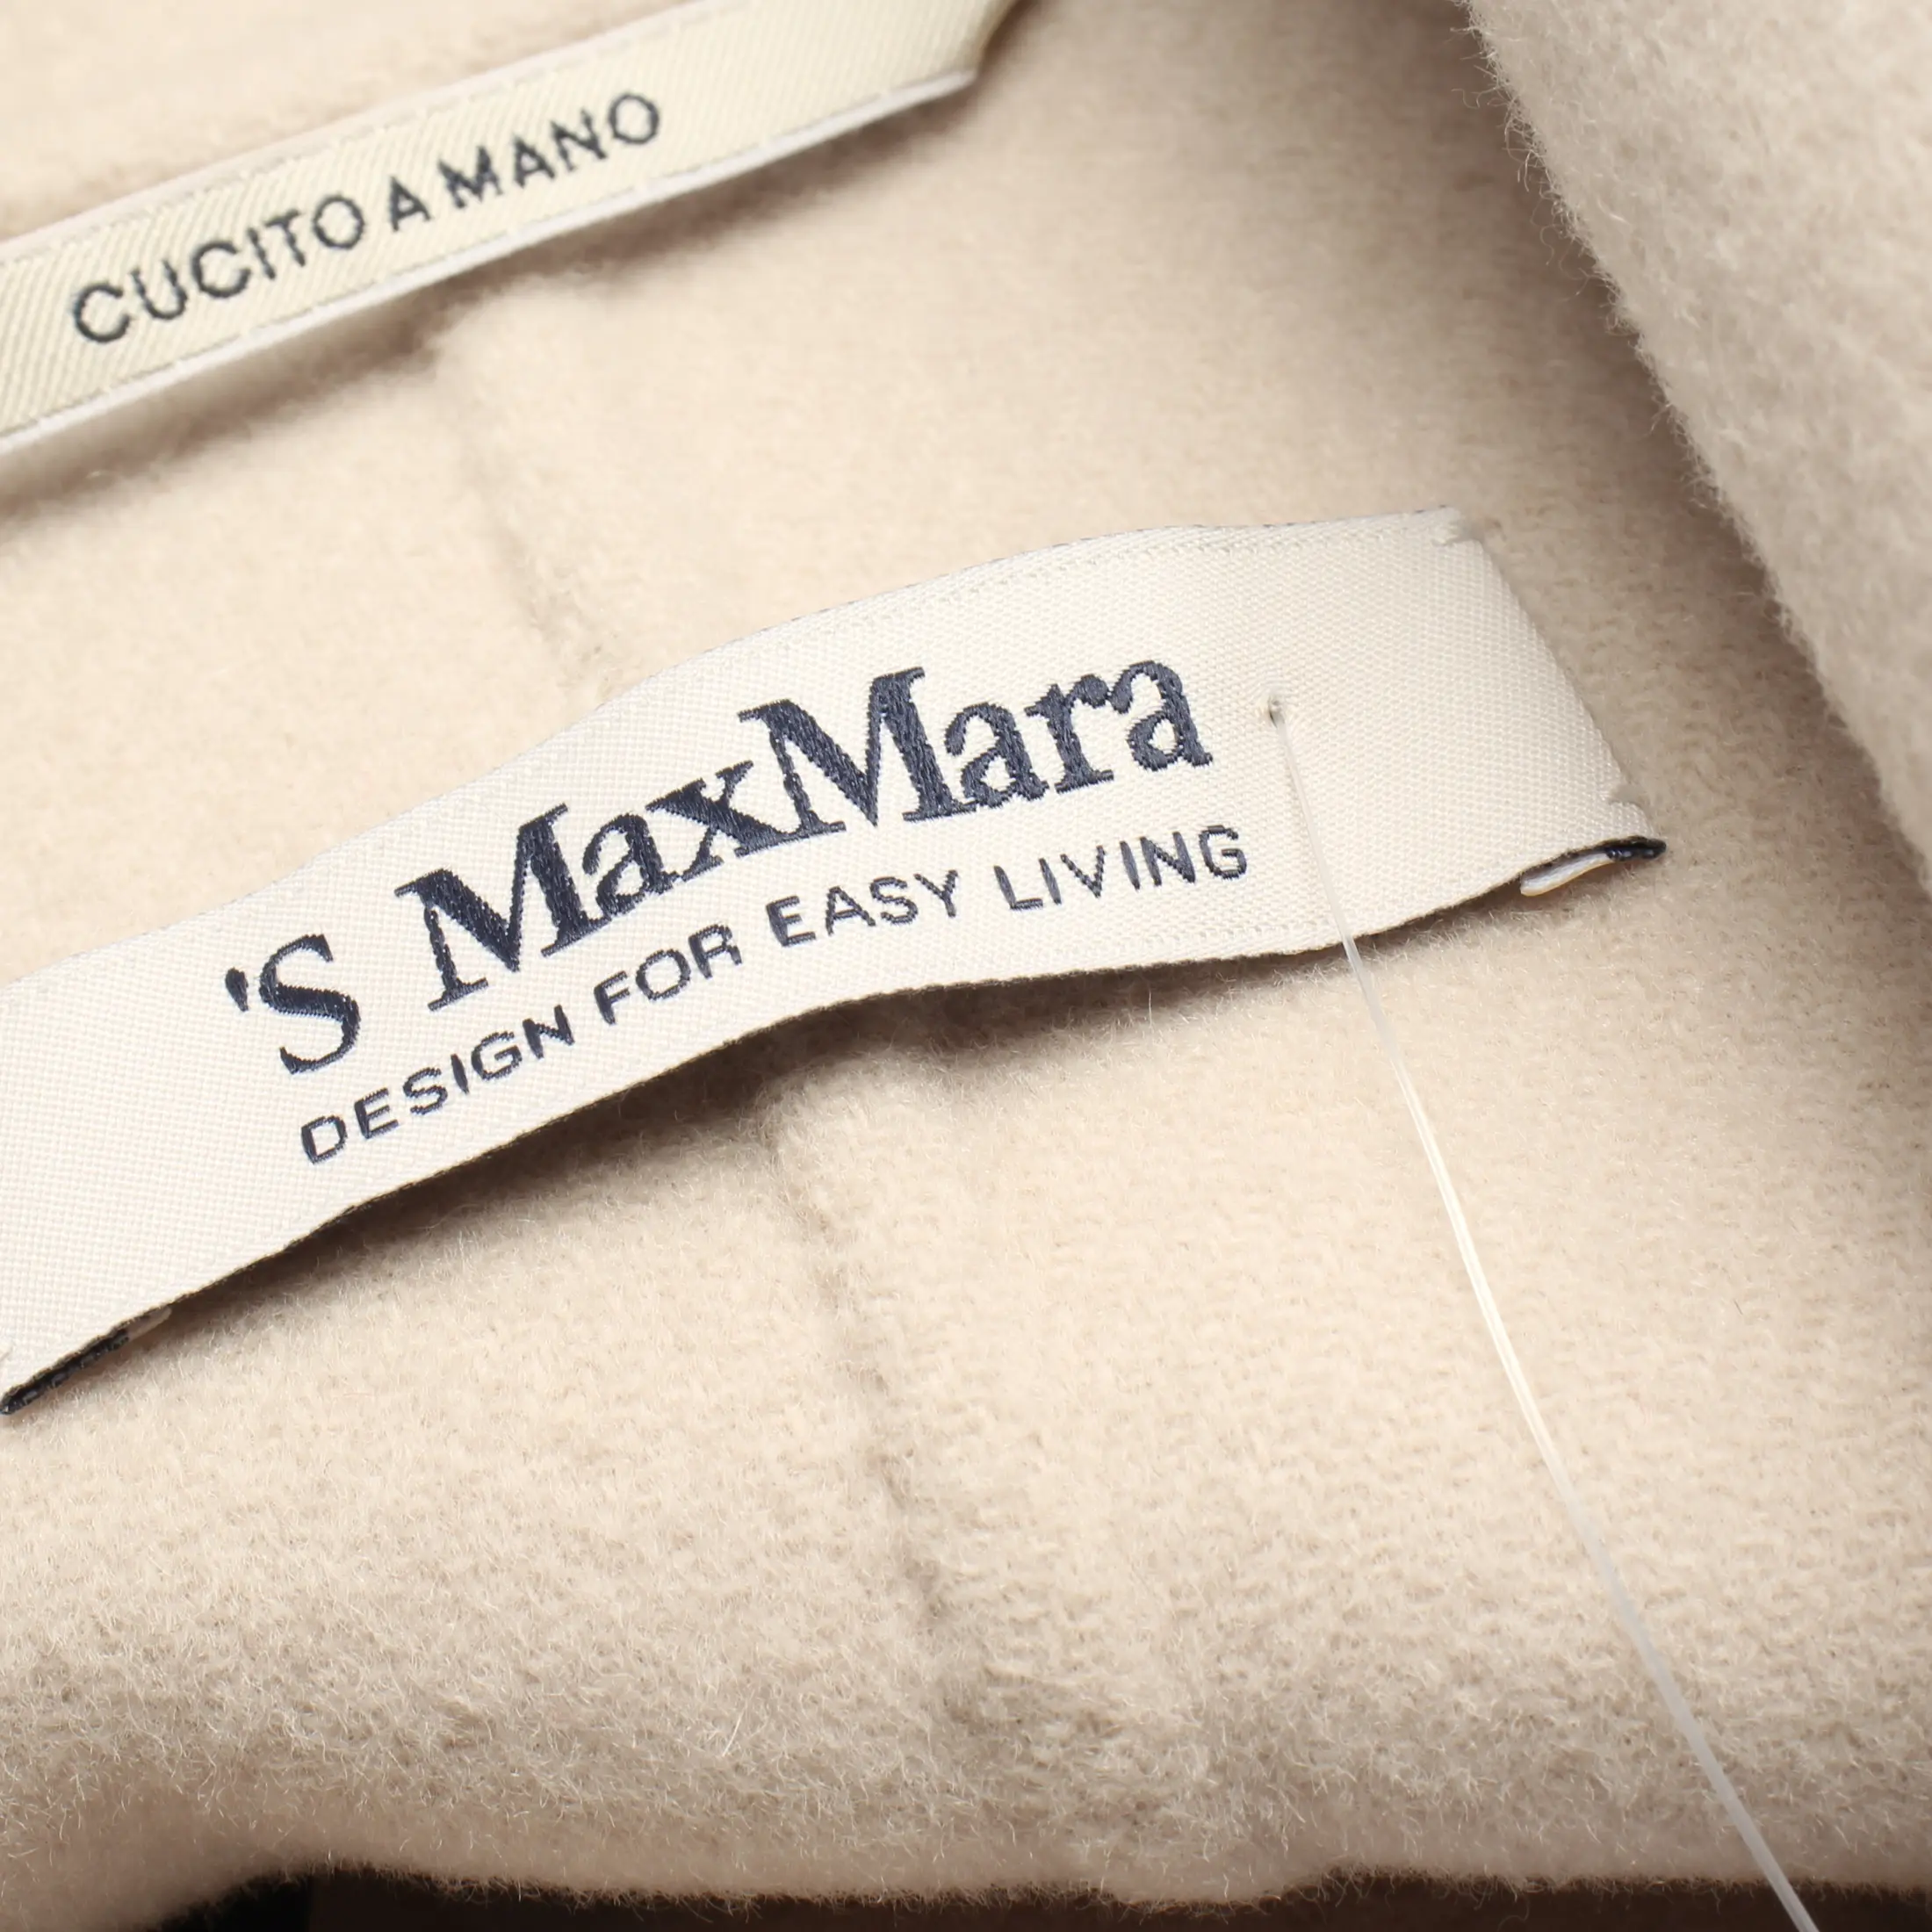 CUCITO A MANO
'S MaxMara
DESIGN FOR EASY LIVING